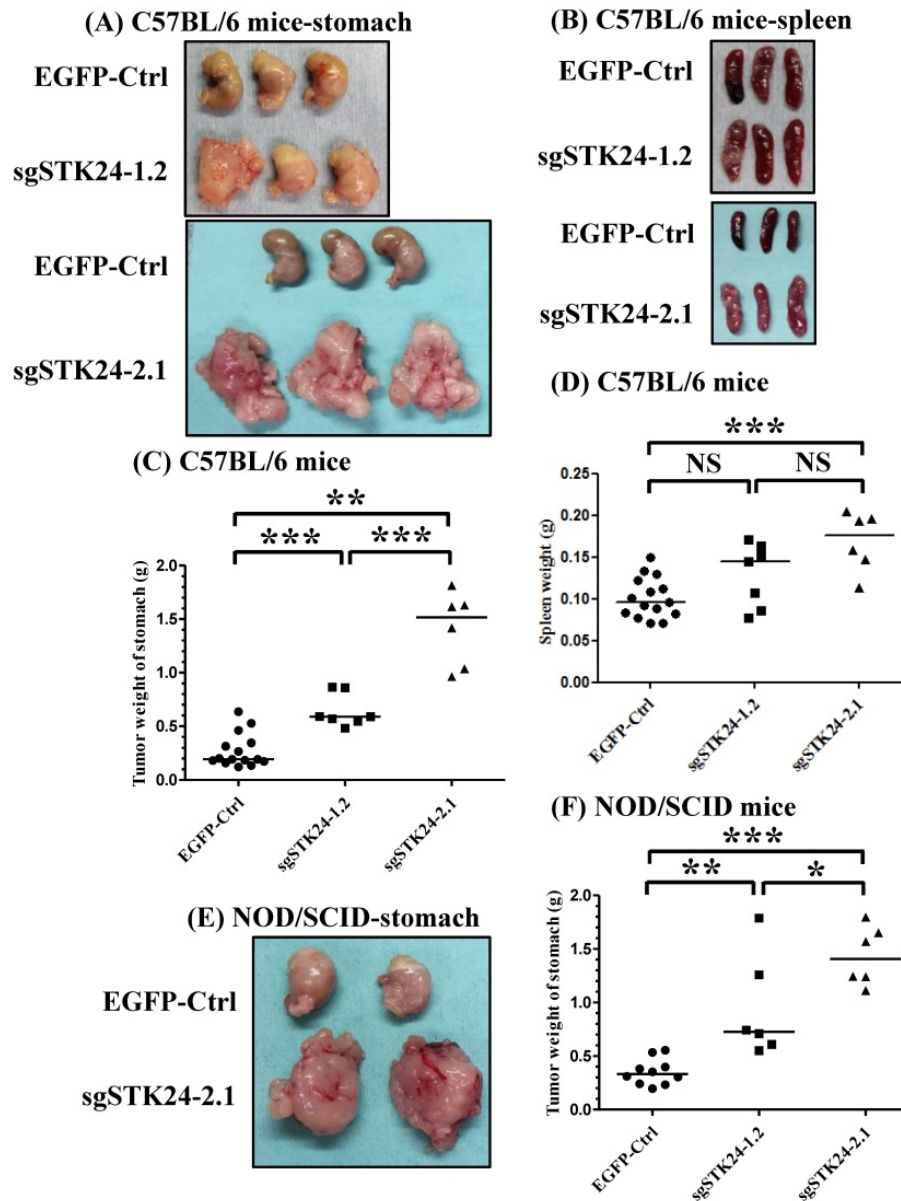 (A) C57BL/6 mice-stomach
EGFP-Ctrl
sgSTK24-1.2
EGFP-Ctrl
sgSTK24-2.1
(B) C57BL/6 mice-spleen
EGFP-Ctrl
sgSTK24-1.2
EGFP-Ctrl
sgSTK24-2.1
(C) C57BL/6 mice
**
*** ***
Tumor weight of stomach (g)
2.0
1.5
1.0
0.5
0.0
EGFP-Ctrl
sgSTK24-1.2
sgSTK24-2.1
(D) C57BL/6 mice
***
NS NS
Spleen weight (g)
0.25
0.20
0.15
0.10
0.05
0.00
EGFP-Ctrl
sgSTK24-1.2
sgSTK24-2.1
(E) NOD/SCID-stomach
EGFP-Ctrl
sgSTK24-2.1
(F) NOD/SCID mice
***
** *
Tumor weight of stomach (g)
2.0
1.5
1.0
0.5
0.0
EGFP-Ctrl
sgSTK24-1.2
sgSTK24-2.1